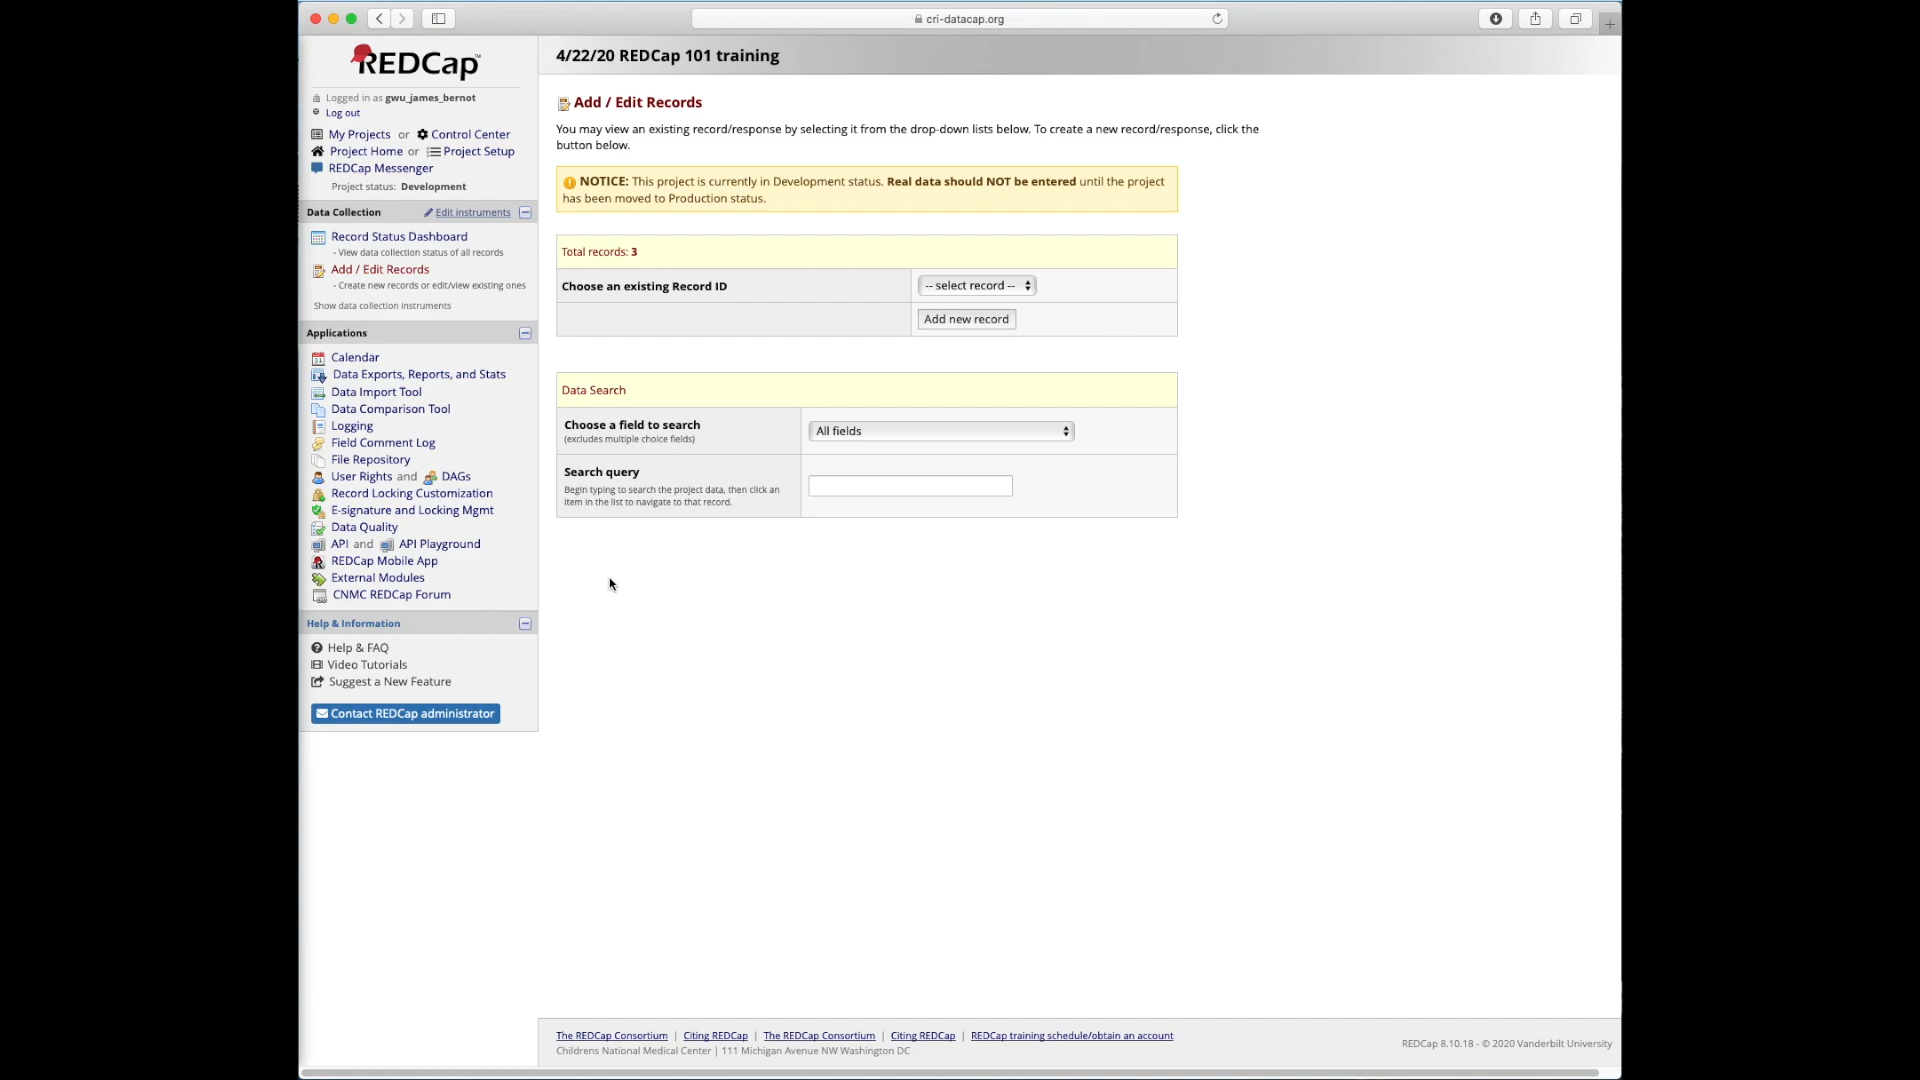 cri-datacap.org
REDCap
Logged in as gwu_james_bernot
Log out
My Projects or Control Center
Project Home or Project Setup
REDCap Messenger
Project status: Development
Data Collection Edit instruments
Record Status Dashboard
- View data collection status of all records
Add / Edit Records
- Create new records or edit/view existing ones
Show data collection instruments
Applications
Calendar
Data Exports, Reports, and Stats
Data Import Tool
Data Comparison Tool
Logging
Field Comment Log
File Repository
User Rights and DAGs
Record Locking Customization
E-signature and Locking Mgmt
Data Quality
API and API Playground
REDCap Mobile App
External Modules
CNMC REDCap Forum
Help & Information
Help & FAQ
Video Tutorials
Suggest a New Feature
Contact REDCap administrator
4/22/20 REDCap 101 training
Add / Edit Records
You may view an existing record/response by selecting it from the drop-down lists below. To create a new record/response, click the
button below.
NOTICE: This project is currently in Development status. Real data should NOT be entered until the project
has been moved to Production status.
Total records: 3
Choose an existing Record ID -- select record --
Add new record
Data Search
Choose a field to search
(excludes multiple choice fields)
All fields
Search query
Begin typing to search the project data, then click an
item in the list to navigate to that record.
The REDCap Consortium | Citing REDCap | The REDCap Consortium | Citing REDCap | REDCap training schedule/obtain an account
Childrens National Medical Center | 111 Michigan Avenue NW Washington DC
REDCap 8.10.18 - © 2020 Vanderbilt University